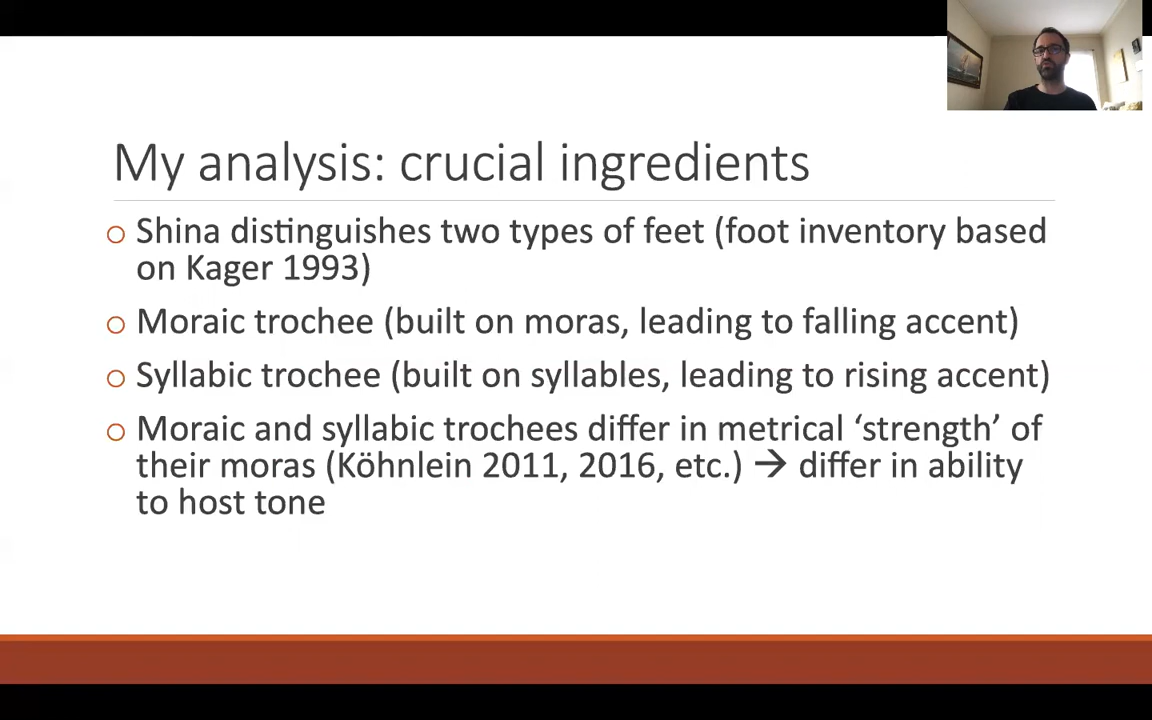 My analysis: crucial ingredients
Shina distinguishes two types of feet (foot inventory based
on Kager 1993)
Moraic trochee (built on moras, leading to falling accent)
Syllabic trochee (built on syllables, leading to rising accent)
Moraic and syllabic trochees differ in metrical ‘strength’ of
their moras (Köhnlein 2011, 2016, etc.) → differ in ability
to host tone